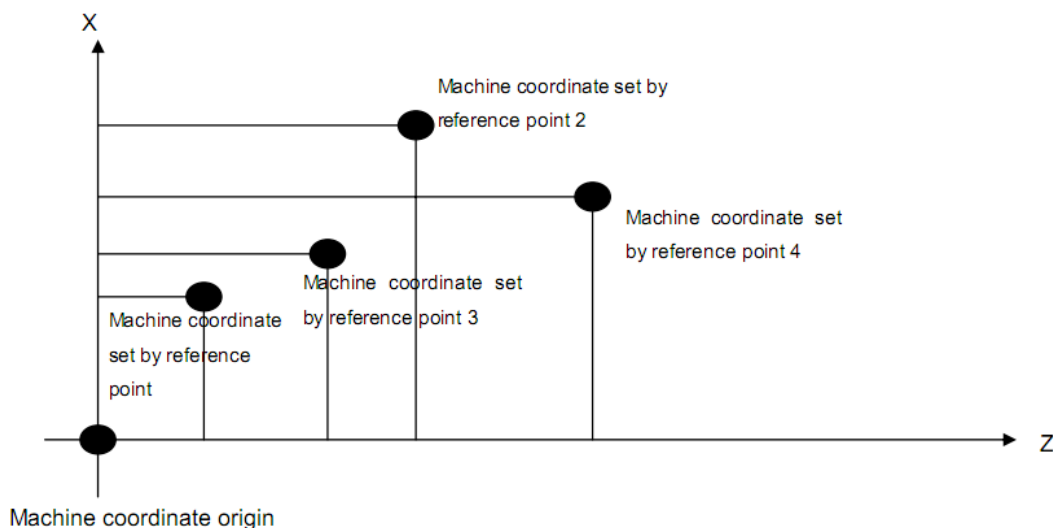 X
Machine coordinate set by
reference point 2
Machine coordinate set
by reference point 4
Machine coordinate set
by reference point 3
Machine coordinate
set by reference
point
Z
Machine coordinate origin